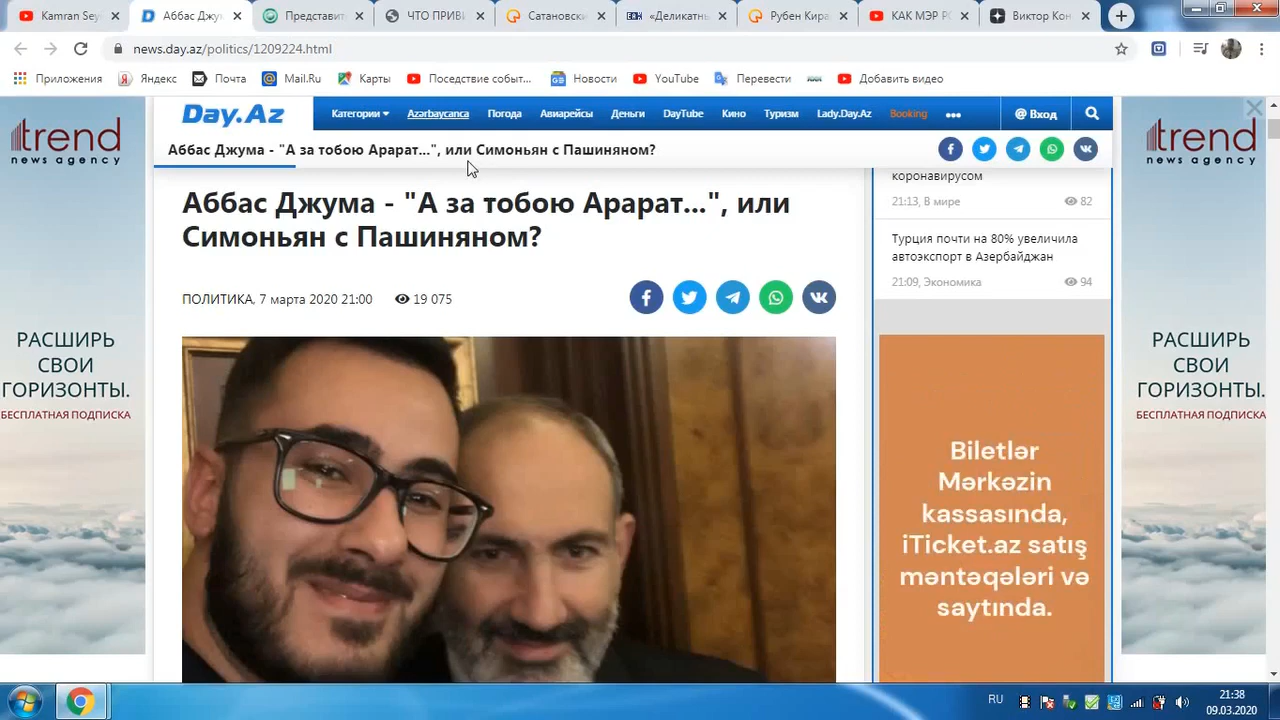 Kamran Sey
Аббас Джу
Представит
ЧТО ПРИВИ
Сатановски
«Деликатны
Рубен Кира
КАК МЭР РО
Виктор Кон
news.day.az/politics/1209224.html
Приложения
Яндекс
Почта
Mail.Ru
Карты
Поседствие событ...
Новости
YouTube
Перевести
Добавить видео
trend
news agency
РАСШИРЬ
СВОИ
ГОРИЗОНТЫ.
БЕСПЛАТНАЯ ПОДПИСКА
Day.Az
Категории
Azərbaycanca
Погода
Авиарейсы
Деньги
DayTube
Кино
Туризм
Lady.Day.Az
Booking
Вход
Аббас Джума - "А за тобою Арарат...", или Симоньян с Пашиняном?
Аббас Джума - "А за тобою Арарат...", или
Симоньян с Пашиняном?
ПОЛИТИКА, 7 марта 2020 21:00
19 075
коронавирусом
21:13, В мире
82
Турция почти на 80% увеличила
автоэкспорт в Азербайджан
21:09, Экономика
94
Biletlər
Mərkəzin
kassasında,
iTicket.az satış
məntəqələri və
saytında.
trend
news agency
РАСШИРЬ
СВОИ
ГОРИЗОНТЫ.
БЕСПЛАТНАЯ ПОДПИСКА
RU
21:38
09.03.2020